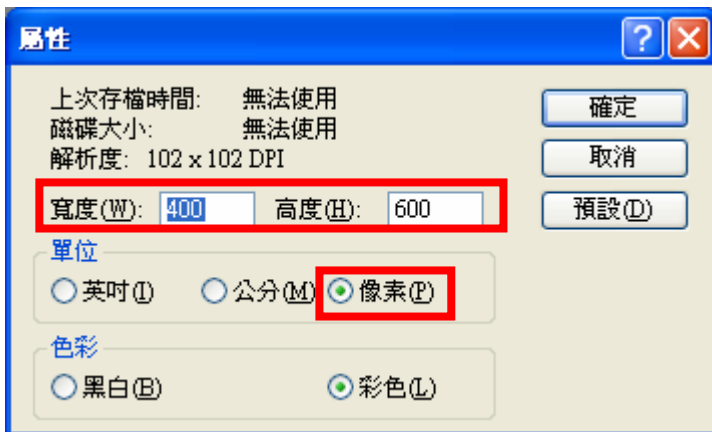 屬性
上次存檔時間: 無法使用
磁碟大小: 無法使用
解析度: 102 x 102 DPI
寬度(W): 400 高度(H): 600
單位
英吋(I) 公分(M) 像素(P)
色彩
黑白(B) 彩色(L)
確定
取消
預設(D)